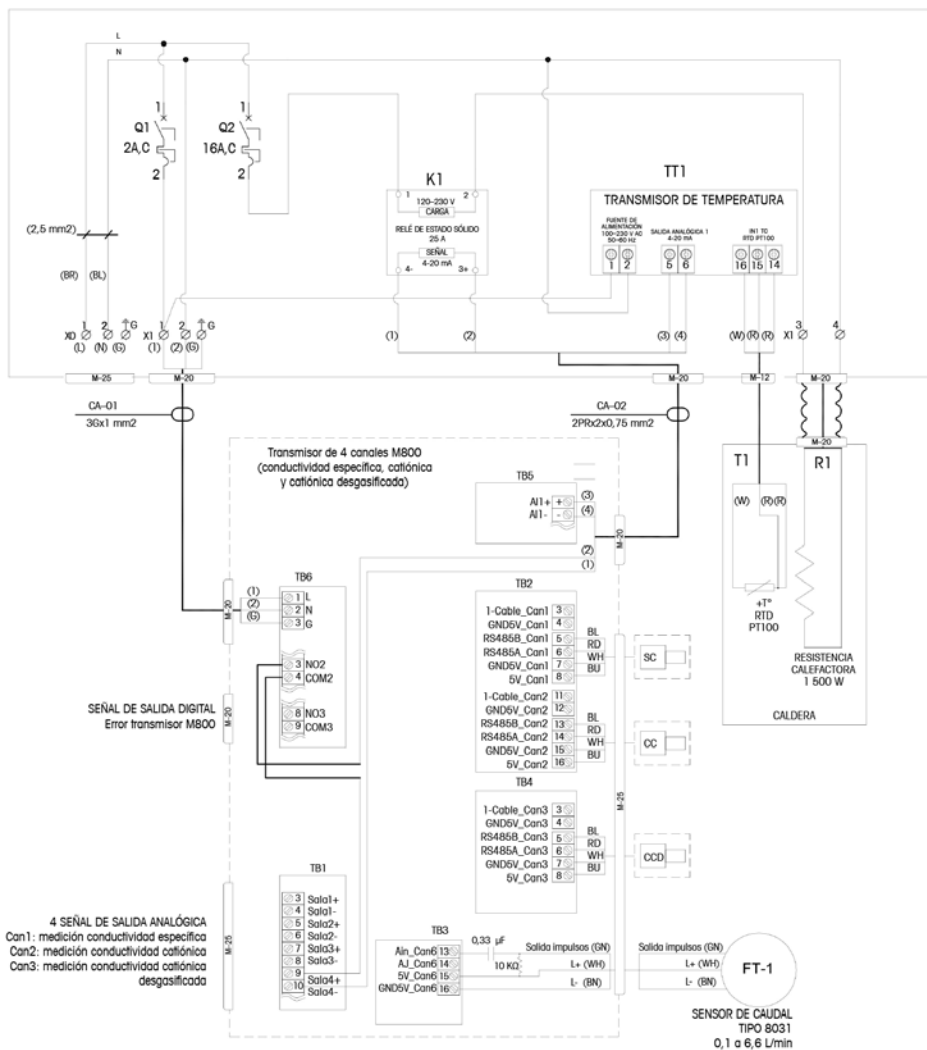 L
N
1
Q1
2A,C
2
1
Q2
16A,C
2
K1
1
2
120–230 V
CARGA
RELÉ DE ESTADO SÓLIDO
25 A
SEÑAL
4-20 mA
4-
3+
TT1
TRANSMISOR DE TEMPERATURA
FUENTE DE
ALIMENTACIÓN
100–230 V AC
50–60 Hz
SALIDA ANALÓGICA 1
4-20 mA
IN1 TC
RTD PT100
1
2
5
6
16
15
14
(2,5 mm2)
(BR)
(BL)
X0
1
2
G
(L)
(N)
(G)
X1
1
2
G
(1)
(2)
(G)
(1)
(2)
(3)
(4)
(W)
(R)
(R)
X1
3
4
M-25
M-20
M-20
M-12
M-20
CA-01
3Gx1 mm2
CA-02
2PRx2x0,75 mm2
M-20
Transmisor de 4 canales M800
(conductividad específica, catiónica
y catiónica desgasificada)
TB5
AI1+
+
(3)
AI1-
-
(4)
(2)
(1)
M-20
T1
R1
(W)
(R)(R)
+T°
RTD
PT100
RESISTENCIA
CALEFACTORA
1 500 W
CALDERA
TB6
(1)
1
L
(2)
2
N
(G)
3
G
M-20
3
NO2
4
COM2
8
NO3
9
COM3
SEÑAL DE SALIDA DIGITAL
Error transmisor M800
M-20
TB2
1-Cable_Can1
3
GND5V_Can1
4
RS485B_Can1
5
BL
RS485A_Can1
6
RD
GND5V_Can1
7
WH
5V_Can1
8
BU
SC
1-Cable_Can2
11
GND5V_Can2
12
RS485B_Can2
13
BL
RS485A_Can2
14
RD
GND5V_Can2
15
WH
5V_Can2
16
BU
CC
TB4
1-Cable_Can3
3
GND5V_Can3
4
RS485B_Can3
5
BL
RS485A_Can3
6
RD
GND5V_Can3
7
WH
5V_Can3
8
BU
CCD
M-25
TB1
3
Sala1+
4
Sala1-
5
Sala2+
6
Sala2-
7
Sala3+
8
Sala3-
9
Sala4+
10
Sala4-
4 SEÑAL DE SALIDA ANALÓGICA
Can1: medición conductividad específica
Can2: medición conductividad catiónica
Can3: medición conductividad catiónica
desgasificada
M-25
TB3
Ain_Can6
13
AJ_Can6
14
5V_Can6
15
GND5V_Can6
16
0,33 µF
10 KΩ
Salida impulsos (GN)
L+ (WH)
L- (BN)
Salida impulsos (GN)
L+ (WH)
L- (BN)
FT-1
SENSOR DE CAUDAL
TIPO 8031
0,1 a 6,6 L/min